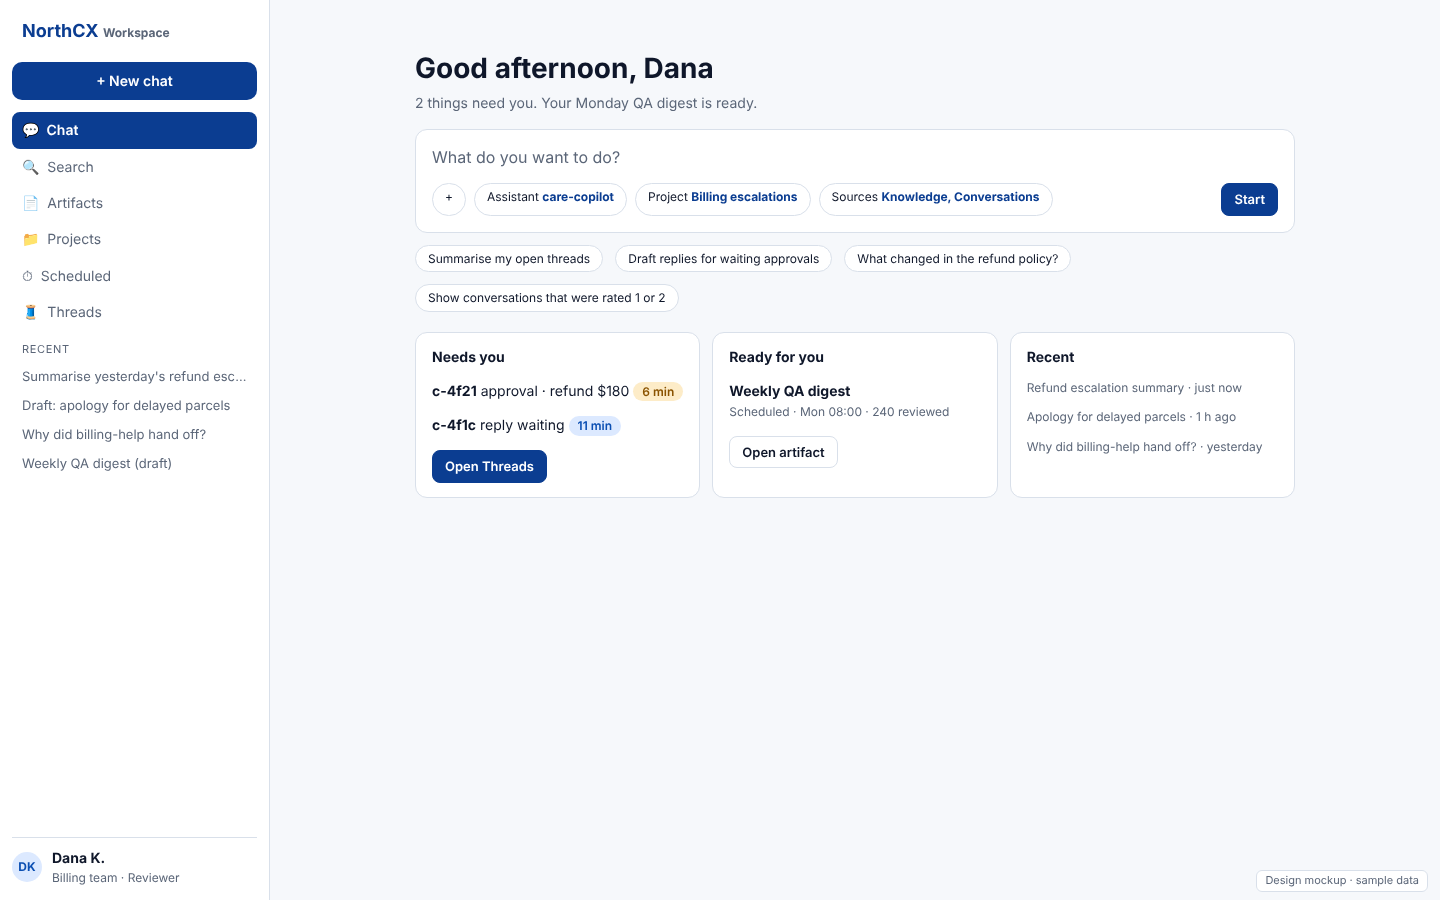 NorthCX Workspace
+ New chat
💬 Chat
🔍 Search
📄 Artifacts
📁 Projects
⏱ Scheduled
🧵 Threads
RECENT
Summarise yesterday's refund esc...
Draft: apology for delayed parcels
Why did billing-help hand off?
Weekly QA digest (draft)
DK
Dana K.
Billing team · Reviewer
Good afternoon, Dana
2 things need you. Your Monday QA digest is ready.
What do you want to do?
+ Assistant care-copilot Project Billing escalations Sources Knowledge, Conversations Start
Summarise my open threads Draft replies for waiting approvals What changed in the refund policy?
Show conversations that were rated 1 or 2
Needs you
c-4f21 approval · refund $180 6 min
c-4f1c reply waiting 11 min
Open Threads
Ready for you
Weekly QA digest
Scheduled · Mon 08:00 · 240 reviewed
Open artifact
Recent
Refund escalation summary · just now
Apology for delayed parcels · 1 h ago
Why did billing-help hand off? · yesterday
Design mockup · sample data